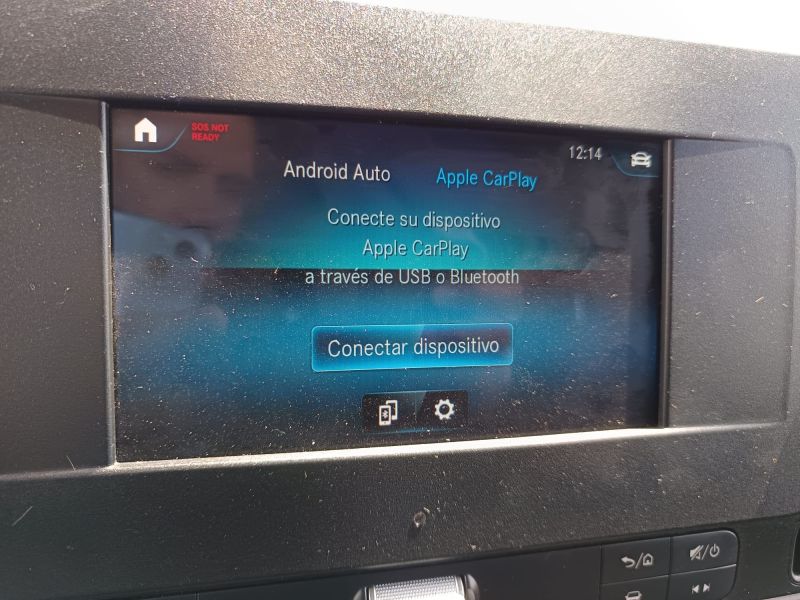 SOS NOT
READY
12:14
Android Auto
Apple CarPlay
Conecte su dispositivo
Apple CarPlay
a través de USB o Bluetooth
Conectar dispositivo